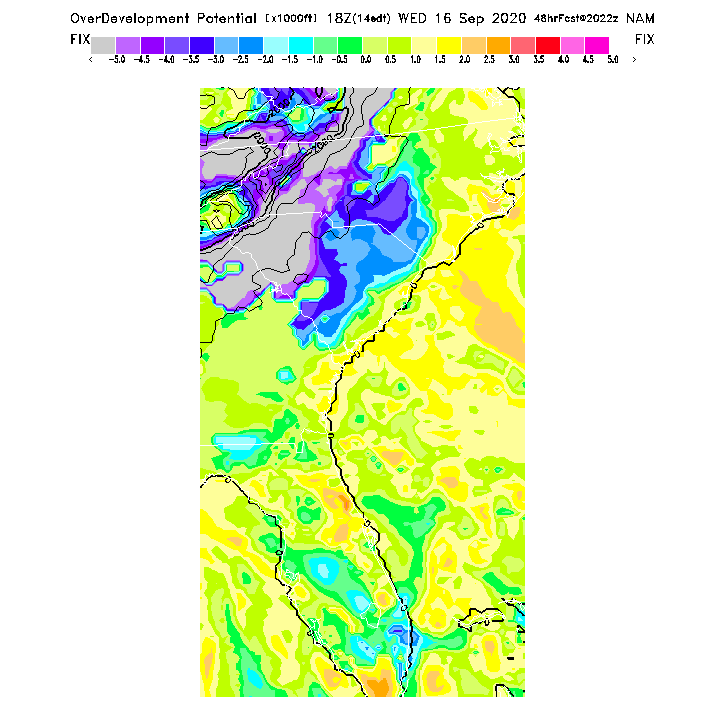 OverDevelopment Potential [x1000ft] 18Z(14edt) WED 16 Sep 2020 48hrFcst@2022z NAM
FIX FIX
< -5.0 -4.5 -4.0 -3.5 -3.0 -2.5 -2.0 -1.5 -1.0 -0.5 0.0 0.5 1.0 1.5 2.0 2.5 3.0 3.5 4.0 4.5 5.0 >